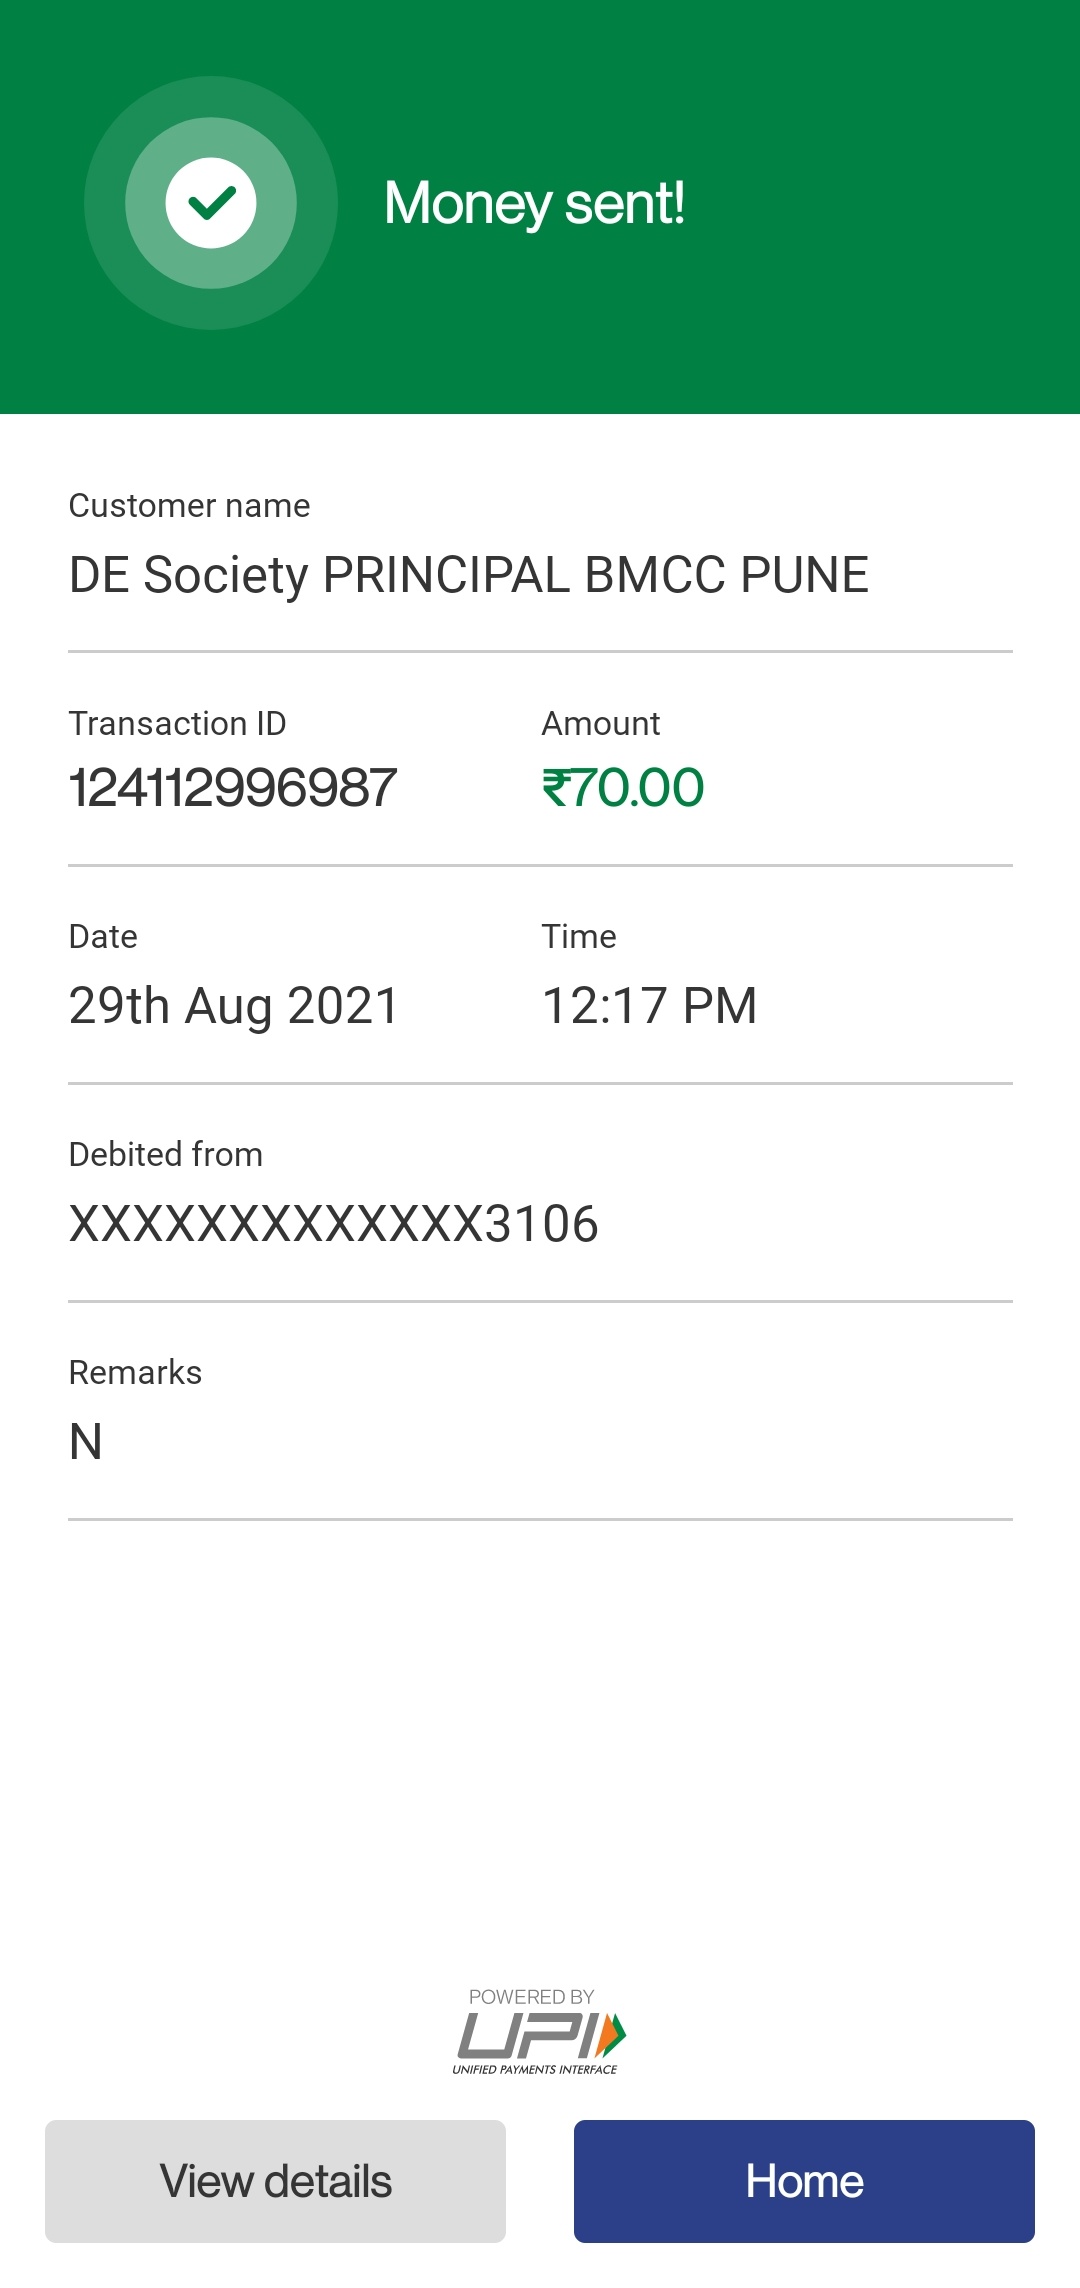 Money sent!
Customer name
DE Society PRINCIPAL BMCC PUNE
Transaction ID
Amount
124112996987
₹70.00
Date
Time
29th Aug 2021
12:17 PM
Debited from
XXXXXXXXXXXXX3106
Remarks
N
POWERED BY
UPI
UNIFIED PAYMENTS INTERFACE
View details
Home